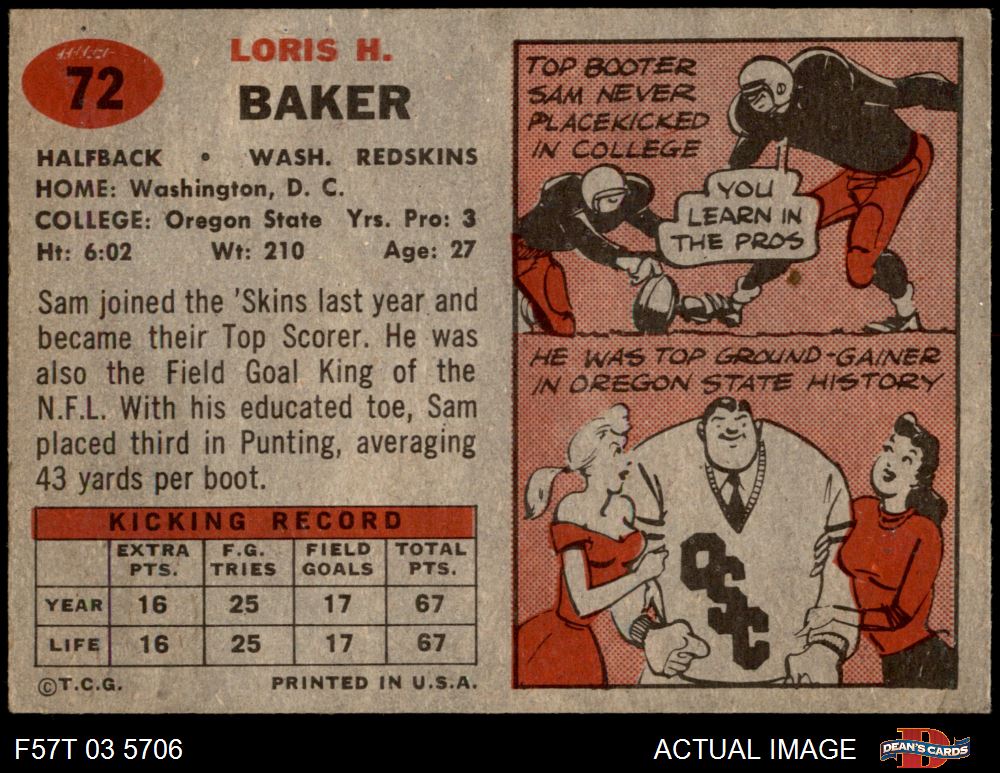 72
LORIS H.
BAKER
HALFBACK • WASH. REDSKINS
HOME: Washington, D. C.
COLLEGE: Oregon State Yrs. Pro: 3
Ht: 6:02 Wt: 210 Age: 27
Sam joined the 'Skins last year and
became their Top Scorer. He was
also the Field Goal King of the
N.F.L. With his educated toe, Sam
placed third in Punting, averaging
43 yards per boot.
KICKING RECORD
EXTRA PTS. F.G. TRIES FIELD GOALS TOTAL PTS.
YEAR 16 25 17 67
LIFE 16 25 17 67
©T.C.G. PRINTED IN U.S.A.
TOP BOOTER
SAM NEVER
PLACEKICKED
IN COLLEGE
YOU
LEARN IN
THE PROS
HE WAS TOP GROUND-GAINER
IN OREGON STATE HISTORY
OSC
F57T 03 5706
ACTUAL IMAGE
DEAN'S CARDS